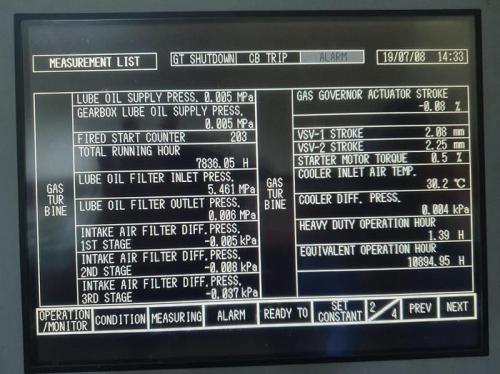 MEASUREMENT LIST
GT SHUTDOWN CB TRIP ALARM
19/07/08 14:33
GAS
TUR
BINE
LUBE OIL SUPPLY PRESS. 0.005 MPa
GEARBOX LUBE OIL SUPPLY PRESS.
0.005 MPa
FIRED START COUNTER 203
TOTAL RUNNING HOUR
7836.05 H
LUBE OIL FILTER INLET PRESS.
5.461 MPa
LUBE OIL FILTER OUTLET PRESS.
0.006 MPa
INTAKE AIR FILTER DIFF.PRESS.
1ST STAGE -0.005 kPa
INTAKE AIR FILTER DIFF.PRESS.
2ND STAGE -0.008 kPa
INTAKE AIR FILTER DIFF.PRESS.
3RD STAGE -0.037 kPa
GAS
TUR
BINE
GAS GOVERNOR ACTUATOR STROKE
-0.08 %
VSV-1 STROKE 2.08 mm
VSV-2 STROKE 2.25 mm
STARTER MOTOR TORQUE 0.5 %
COOLER INLET AIR TEMP.
30.2 ℃
COOLER DIFF. PRESS.
0.004 kPa
HEAVY DUTY OPERATION HOUR
1.39 H
EQUIVALENT OPERATION HOUR
10894.95 H
OPERATION
/MONITOR
CONDITION
MEASURING
ALARM
READY TO
SET
CONSTANT
2/4
PREV
NEXT